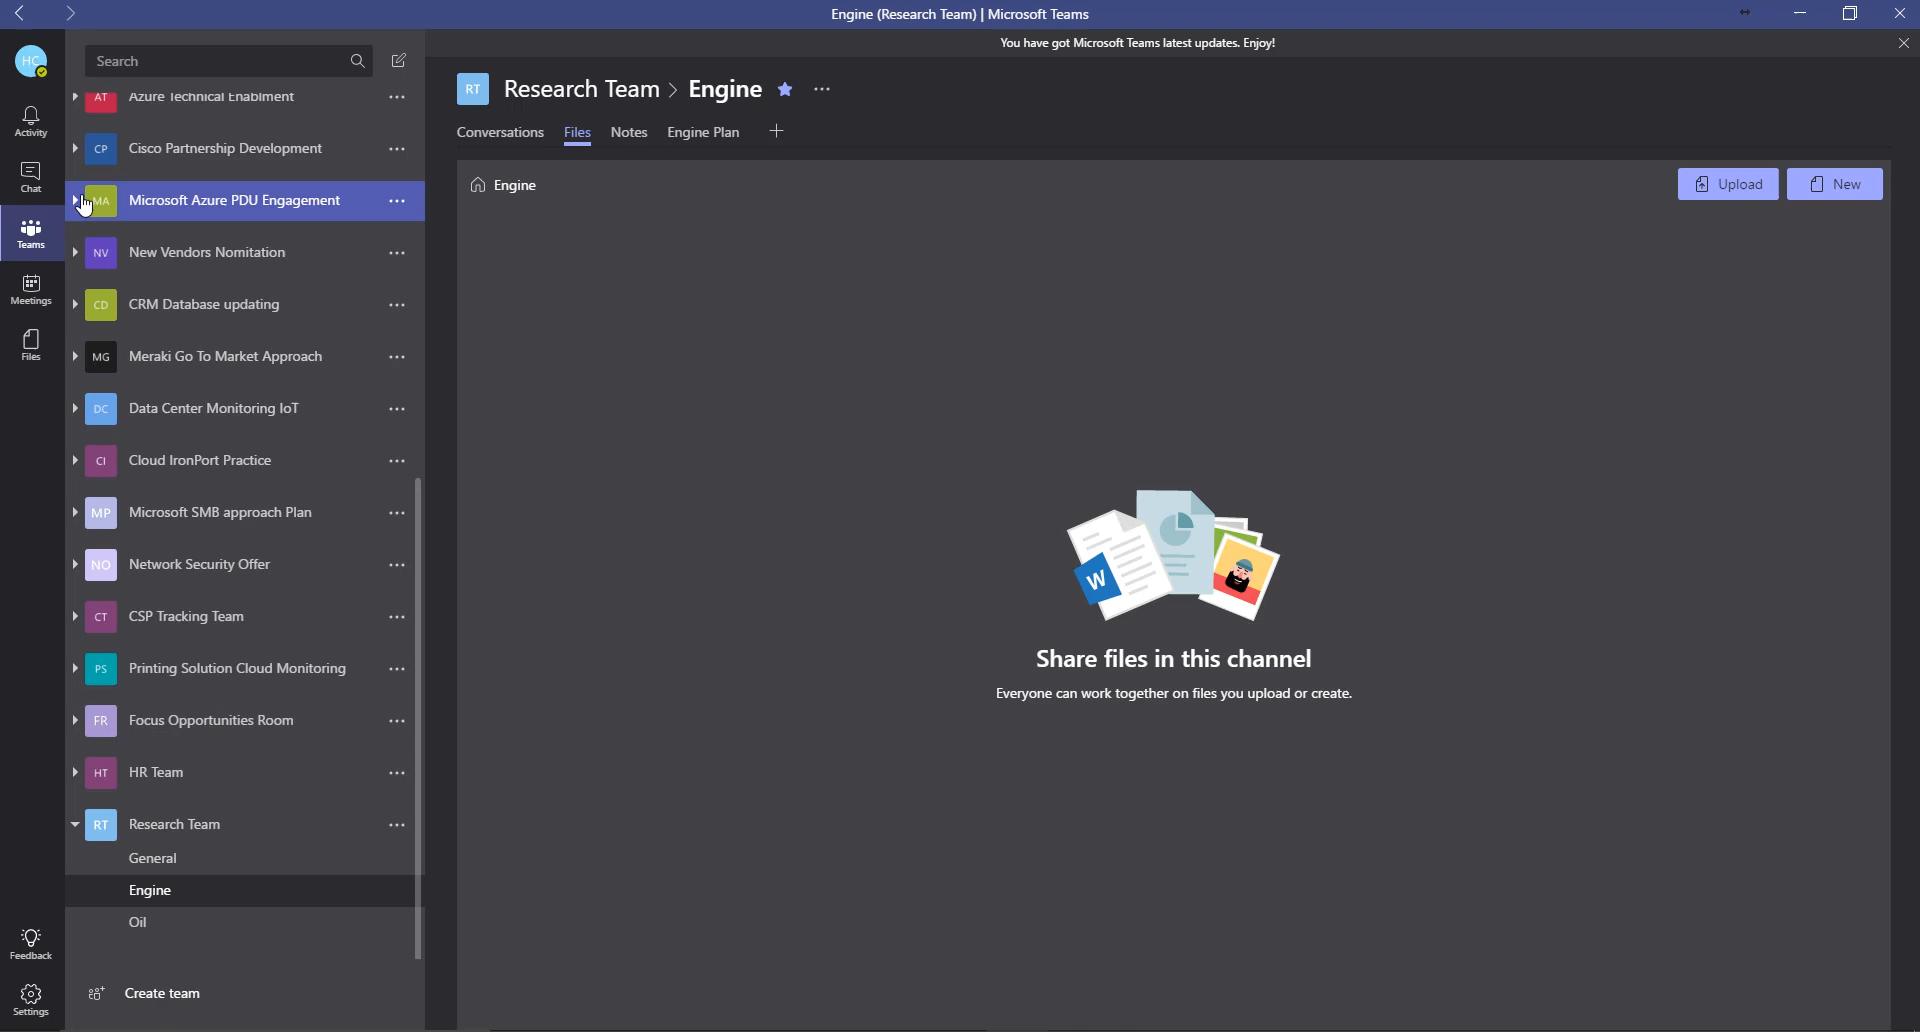 Engine (Research Team) | Microsoft Teams
You have got Microsoft Teams latest updates. Enjoy!
HC
Activity
Chat
Teams
Meetings
Files
Feedback
Settings
Search
AT Azure Technical Enablment
CP Cisco Partnership Development
MA Microsoft Azure PDU Engagement
NV New Vendors Nomitation
CD CRM Database updating
MG Meraki Go To Market Approach
DC Data Center Monitoring IoT
CI Cloud IronPort Practice
MP Microsoft SMB approach Plan
NO Network Security Offer
CT CSP Tracking Team
PS Printing Solution Cloud Monitoring
FR Focus Opportunities Room
HT HR Team
RT Research Team
General
Engine
Oil
Create team
RT Research Team > Engine
Conversations Files Notes Engine Plan
Engine
Upload New
W
Share files in this channel
Everyone can work together on files you upload or create.